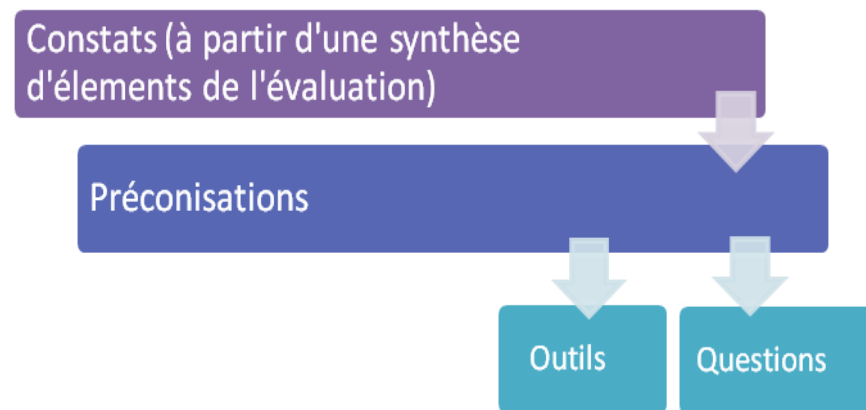 Constats (à partir d'une synthèse
d'élements de l'évaluation)
Préconisations
Outils
Questions